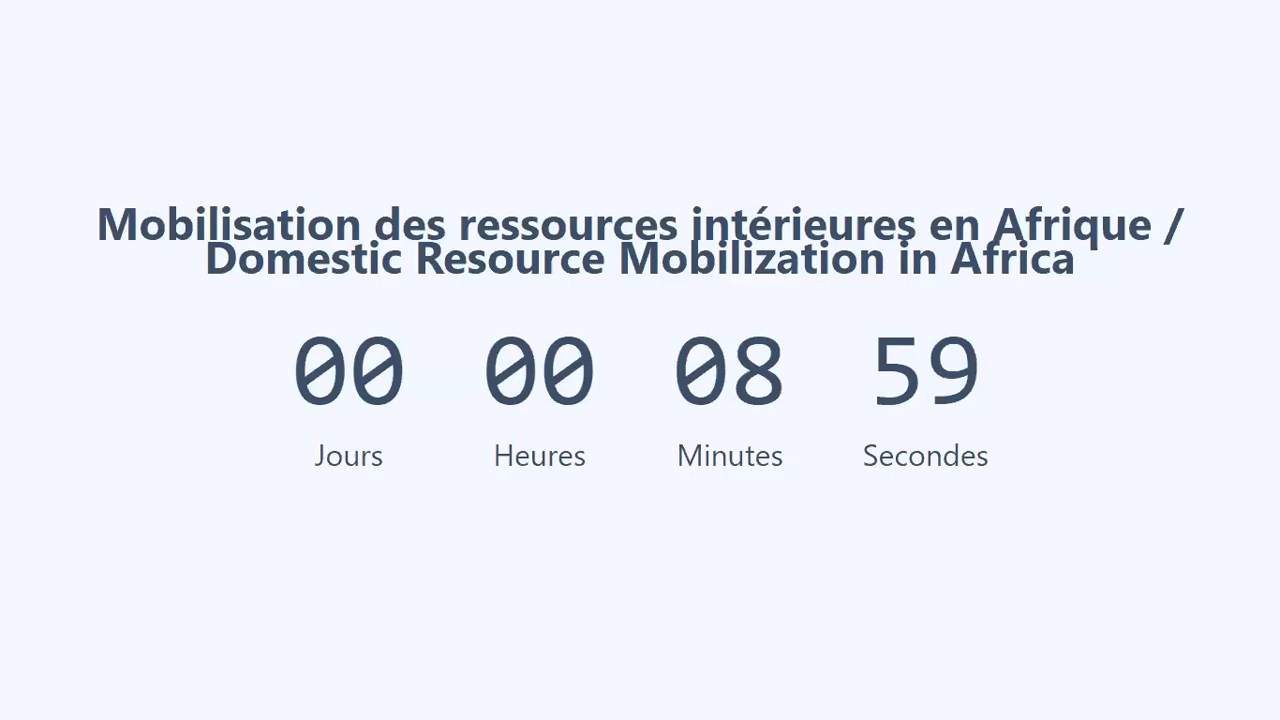 Mobilisation des ressources intérieures en Afrique /
Domestic Resource Mobilization in Africa
00 00 08 59
Jours Heures Minutes Secondes